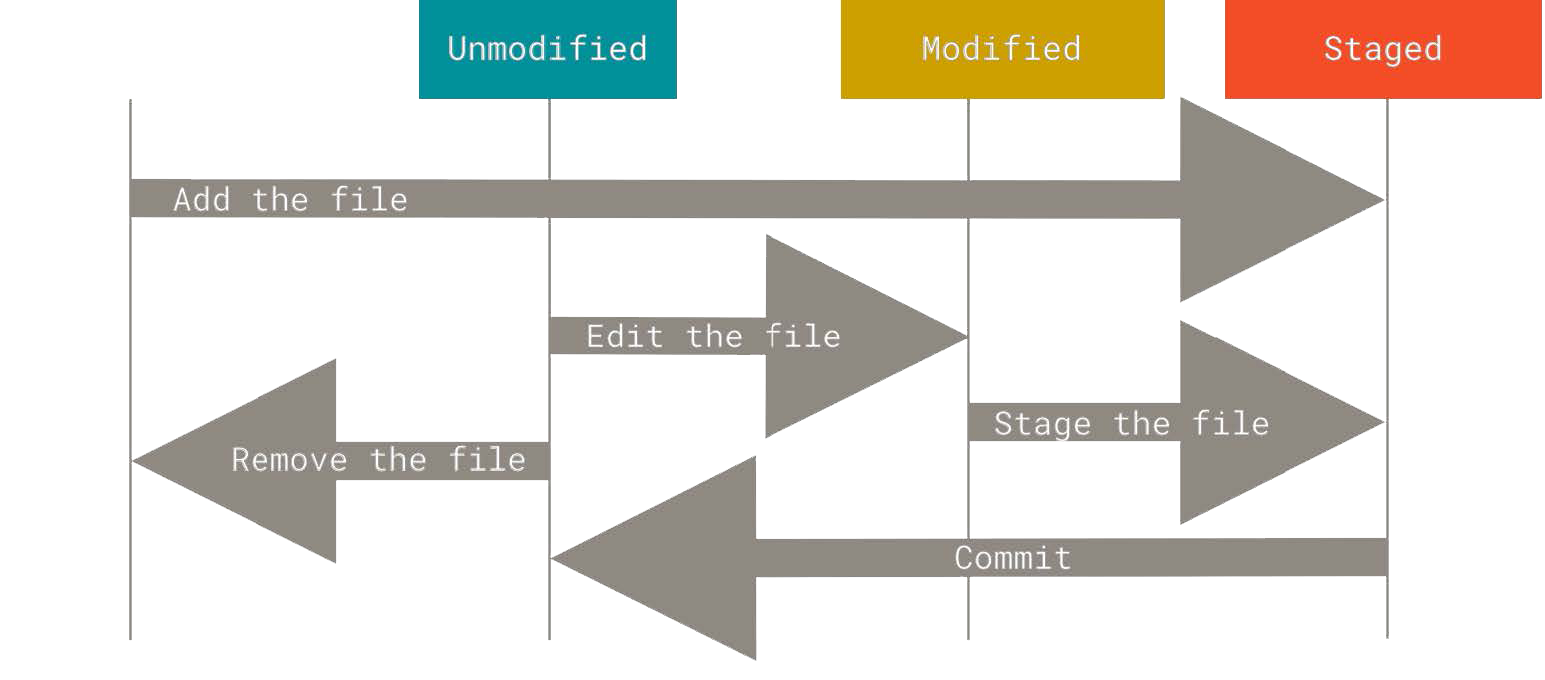 Unmodified
Modified
Staged
Add the file
Edit the file
Stage the file
Remove the file
Commit